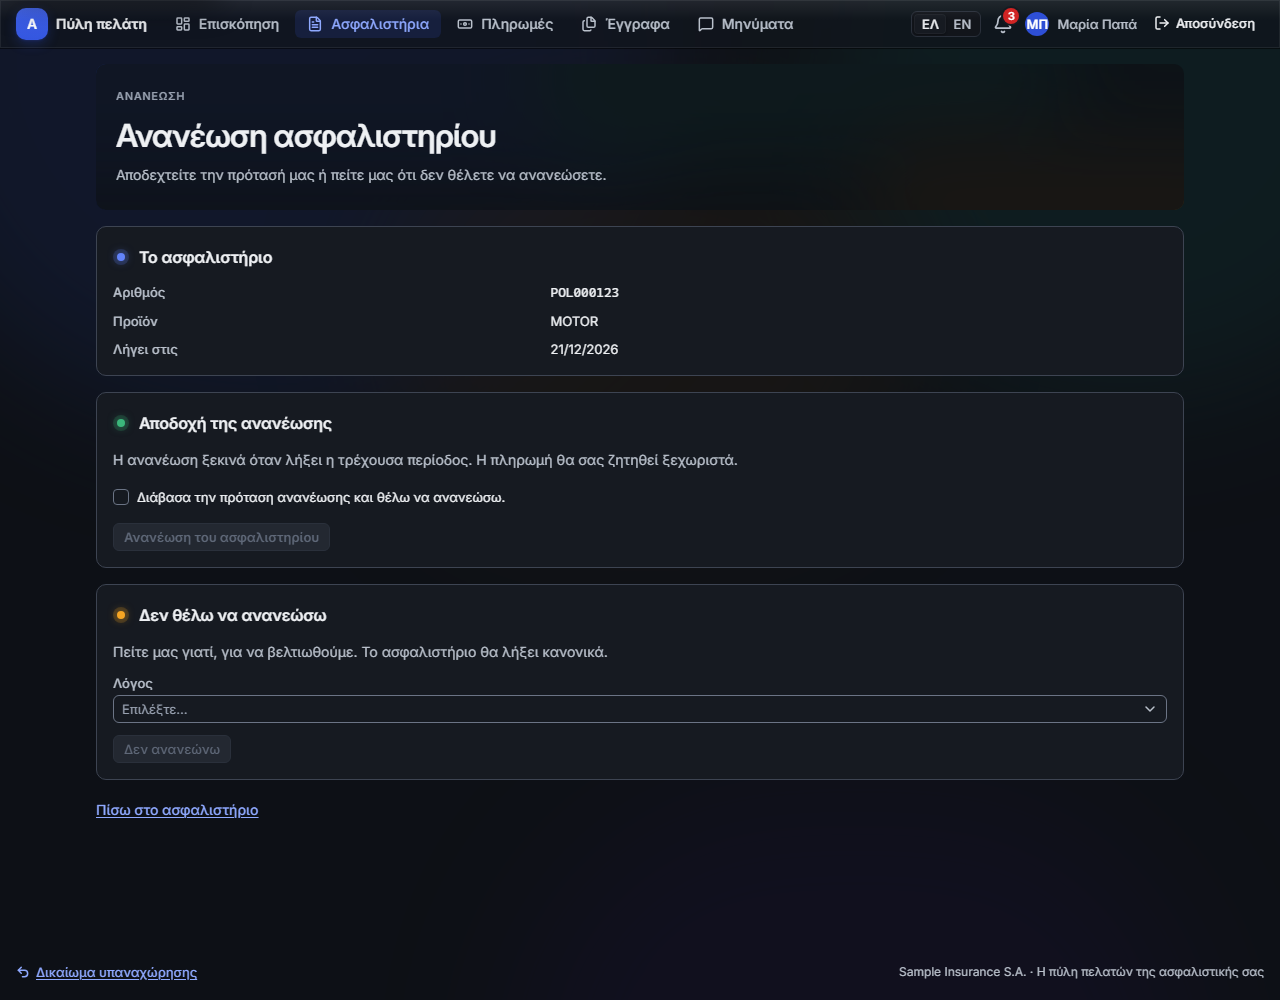 Α Πύλη πελάτη Επισκόπηση Ασφαλιστήρια Πληρωμές Έγγραφα Μηνύματα ΕΛ EN 3 ΜΠ Μαρία Παπά Αποσύνδεση
ΑΝΑΝΕΩΣΗ
Ανανέωση ασφαλιστηρίου
Αποδεχτείτε την πρότασή μας ή πείτε μας ότι δεν θέλετε να ανανεώσετε.
Το ασφαλιστήριο
Αριθμός POL000123
Προϊόν MOTOR
Λήγει στις 21/12/2026
Αποδοχή της ανανέωσης
Η ανανέωση ξεκινά όταν λήξει η τρέχουσα περίοδος. Η πληρωμή θα σας ζητηθεί ξεχωριστά.
Διάβασα την πρόταση ανανέωσης και θέλω να ανανεώσω.
Ανανέωση του ασφαλιστηρίου
Δεν θέλω να ανανεώσω
Πείτε μας γιατί, για να βελτιωθούμε. Το ασφαλιστήριο θα λήξει κανονικά.
Λόγος
Επιλέξτε...
Δεν ανανεώνω
Πίσω στο ασφαλιστήριο
Δικαίωμα υπαναχώρησης
Sample Insurance S.A. · Η πύλη πελατών της ασφαλιστικής σας